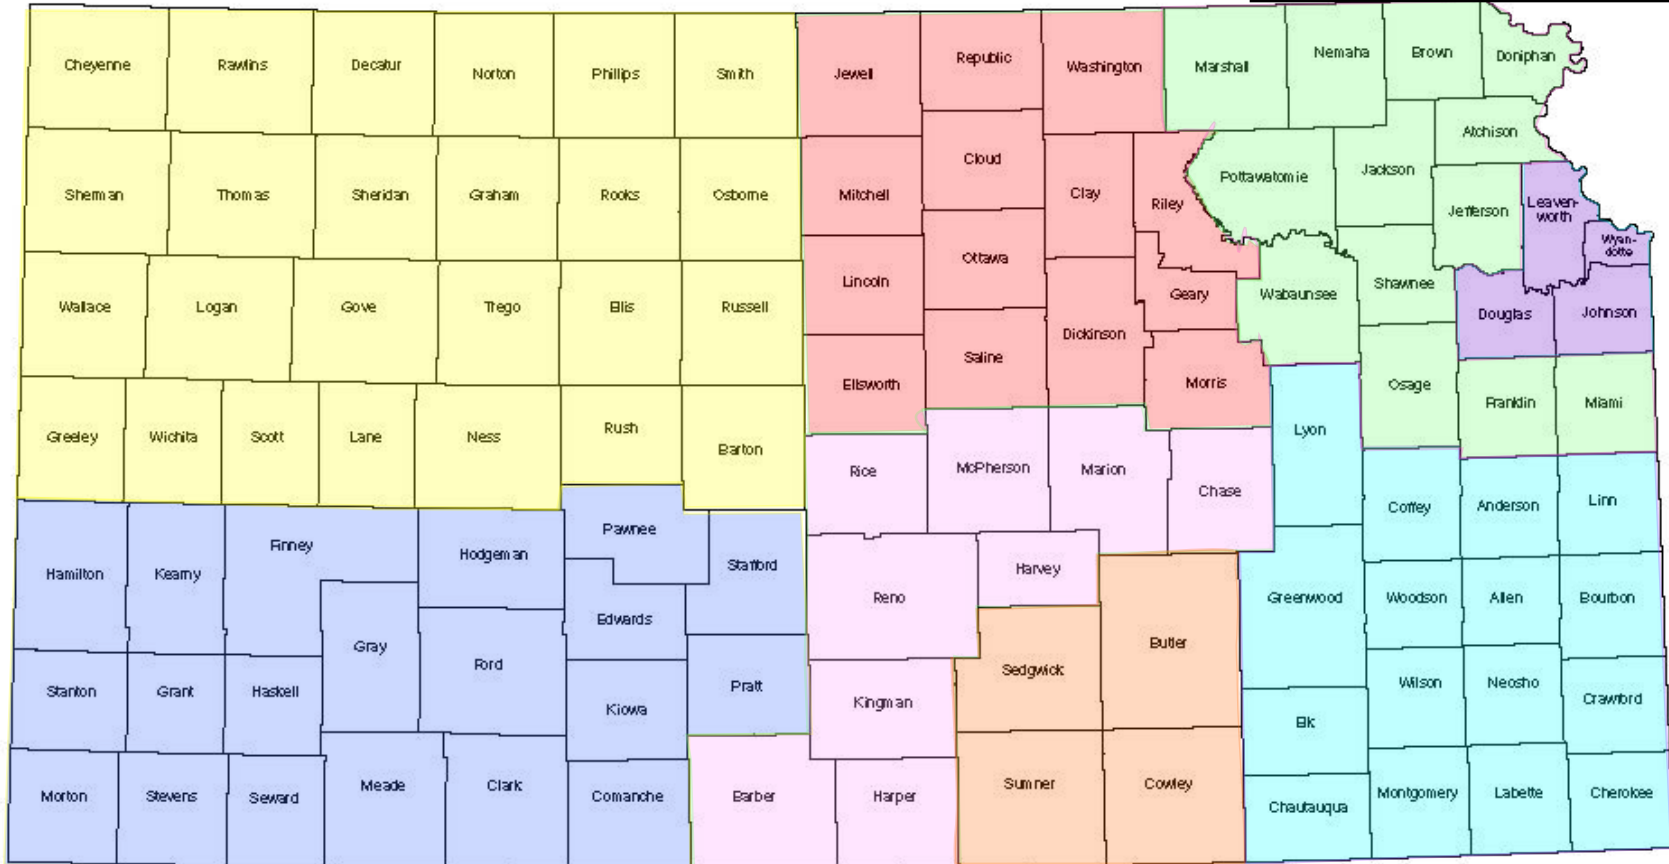 Cheyenne
Rawlins
Decatur
Norton
Phillips
Smith
Jewell
Republic
Washington
Marshall
Nemaha
Brown
Doniphan
Sherman
Thomas
Sheridan
Graham
Rooks
Osborne
Mitchell
Cloud
Clay
Riley
Pottawatomie
Jackson
Atchison
Jefferson
Leaven-
worth
Wyan-
dotte
Wallace
Logan
Gove
Trego
Ellis
Russell
Lincoln
Ottawa
Dickinson
Geary
Wabaunsee
Shawnee
Douglas
Johnson
Greeley
Wichita
Scott
Lane
Ness
Rush
Barton
Ellsworth
Saline
Morris
Lyon
Osage
Franklin
Miami
Rice
McPherson
Marion
Chase
Coffey
Anderson
Linn
Hamilton
Kearny
Finney
Hodgeman
Pawnee
Stafford
Edwards
Reno
Harvey
Butler
Greenwood
Woodson
Allen
Bourbon
Stanton
Grant
Haskell
Gray
Ford
Kiowa
Pratt
Kingman
Sedgwick
Elk
Wilson
Neosho
Crawford
Morton
Stevens
Seward
Meade
Clark
Comanche
Barber
Harper
Sumner
Cowley
Chautauqua
Montgomery
Labette
Cherokee